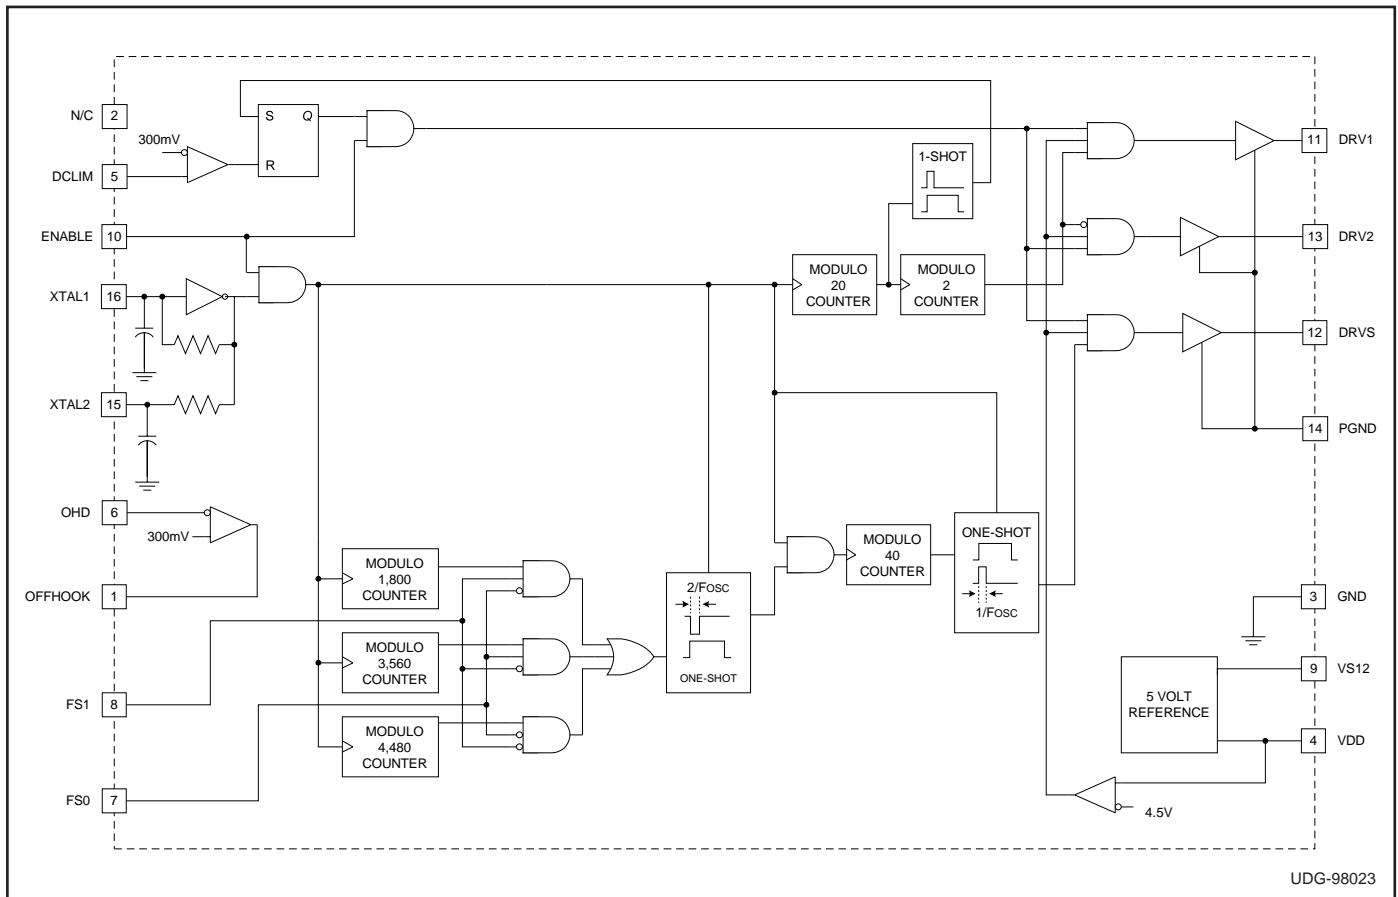 N/C
2
300mV
DCLIM
5
S
Q
R
ENABLE
10
XTAL1
16
XTAL2
15
OHD
6
300mV
OFFHOOK
1
FS1
8
FS0
7
MODULO
1,800
COUNTER
MODULO
3,560
COUNTER
MODULO
4,480
COUNTER
2/FOSC
ONE-SHOT
1-SHOT
MODULO
20
COUNTER
MODULO
2
COUNTER
MODULO
40
COUNTER
ONE-SHOT
1/FOSC
11
DRV1
13
DRV2
12
DRVS
14
PGND
3
GND
5 VOLT
REFERENCE
9
VS12
4
VDD
4.5V
UDG-98023